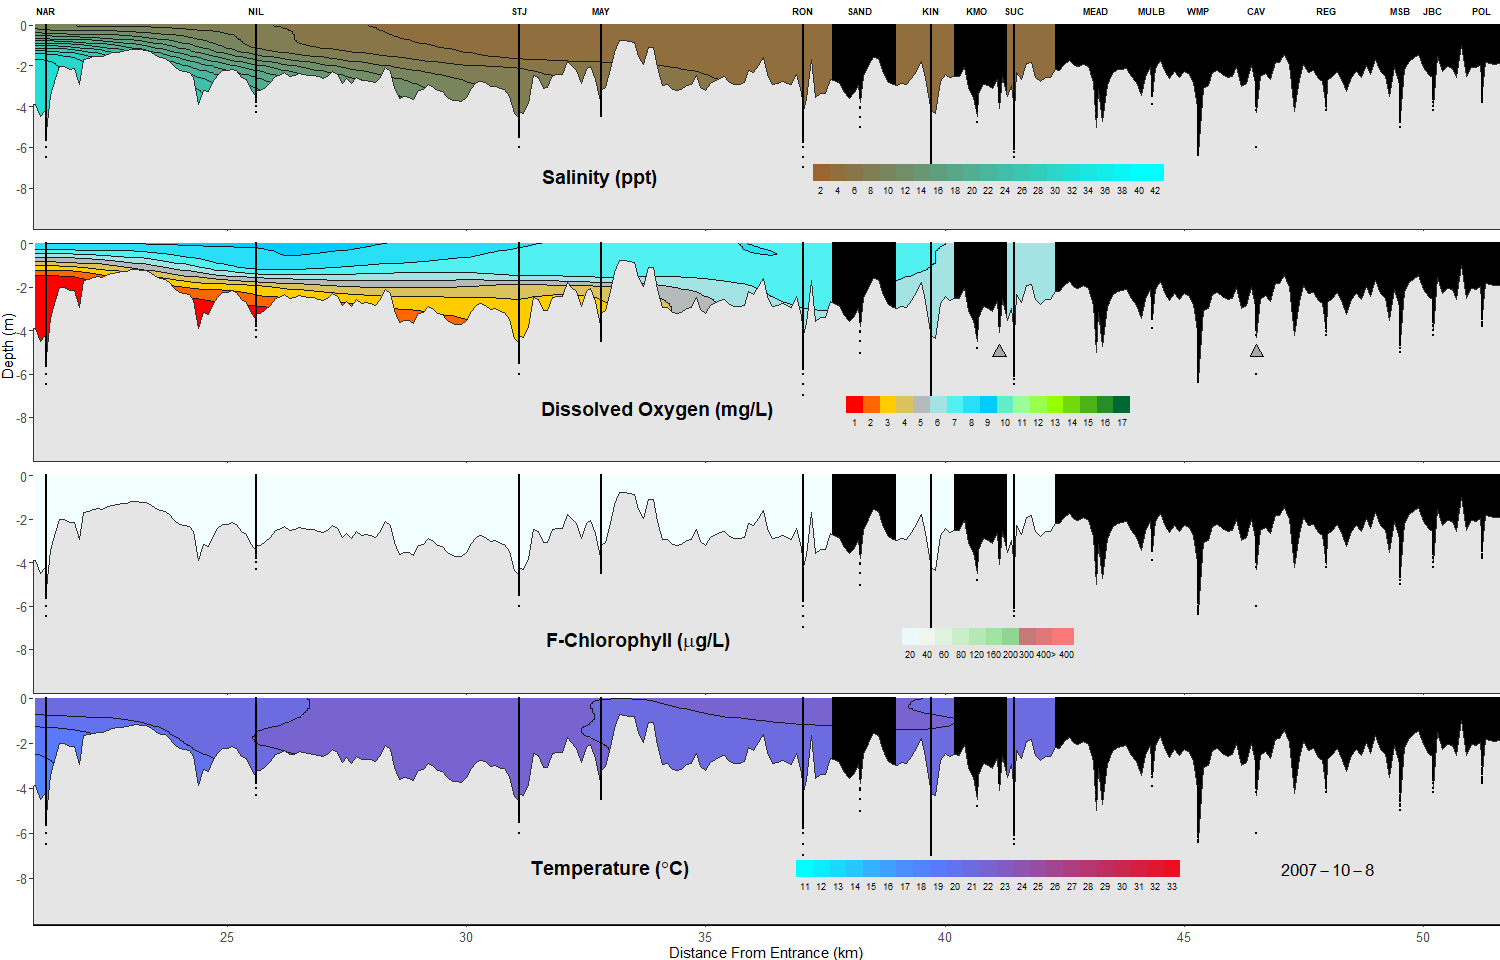 NAR NIL STJ MAY RON SAND KIN KMO SUC MEAD MULB WMP CAV REG MSB JBC POL
0
-2
-4
-6
-8
Salinity (ppt)
2 4 6 8 10 12 14 16 18 20 22 24 26 28 30 32 34 36 38 40 42
0
-2
-4
-6
-8
Depth (m)
Dissolved Oxygen (mg/L)
1 2 3 4 5 6 7 8 9 10 11 12 13 14 15 16 17
0
-2
-4
-6
-8
F-Chlorophyll (µg/L)
20 40 60 80 120 160 200 300 400> 400
0
-2
-4
-6
-8
Temperature (°C)
11 12 13 14 15 16 17 18 19 20 21 22 23 24 25 26 27 28 29 30 31 32 33
2007 – 10 – 8
25 30 35 40 45 50
Distance From Entrance (km)